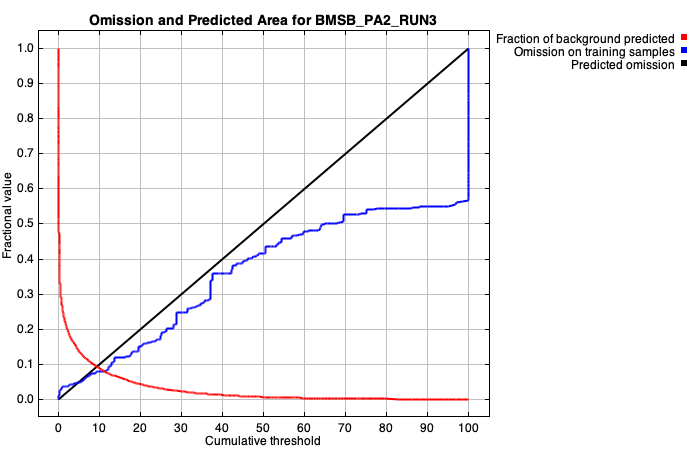 Omission and Predicted Area for BMSB_PA2_RUN3
Fraction of background predicted
Omission on training samples
Predicted omission
Fractional value
1.0
0.9
0.8
0.7
0.6
0.5
0.4
0.3
0.2
0.1
0.0
0 10 20 30 40 50 60 70 80 90 100
Cumulative threshold